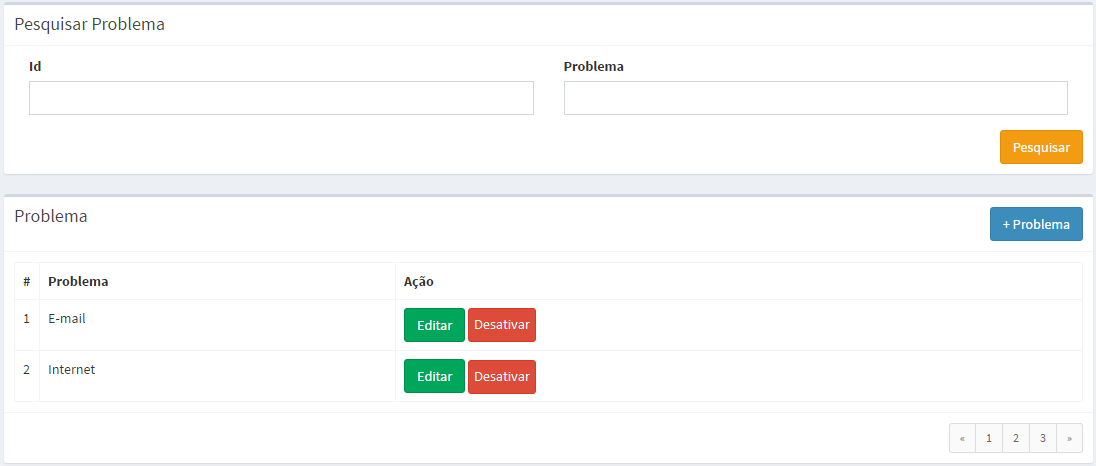 Pesquisar Problema
Id Problema
Pesquisar
Problema
+ Problema
# Problema Ação
1 E-mail Editar Desativar
2 Internet Editar Desativar
« 1 2 3 »